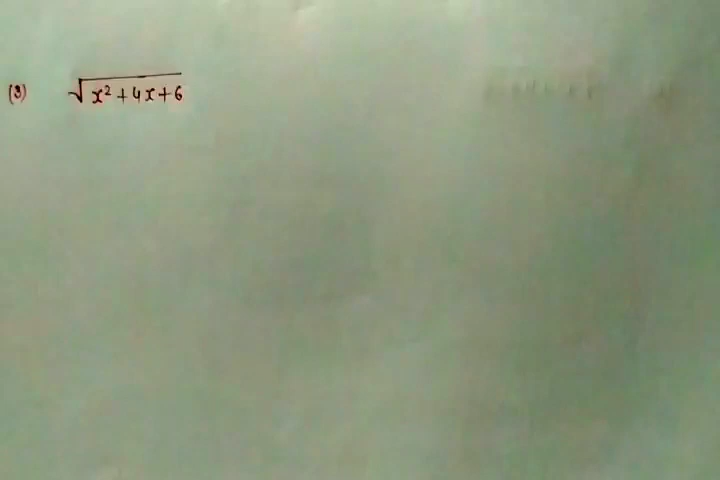 (3) √(x² + 4x + 6)